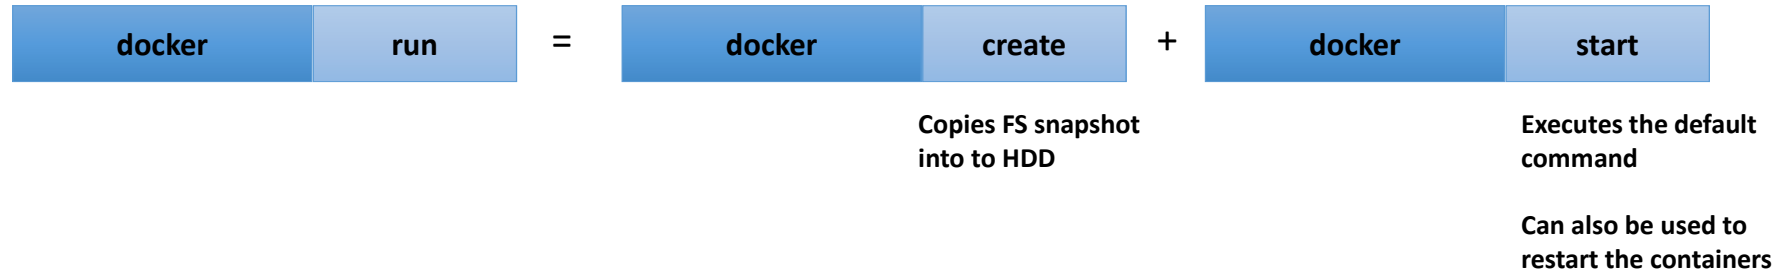 docker run = docker create + docker start
Copies FS snapshot
into to HDD
Executes the default
command
Can also be used to
restart the containers